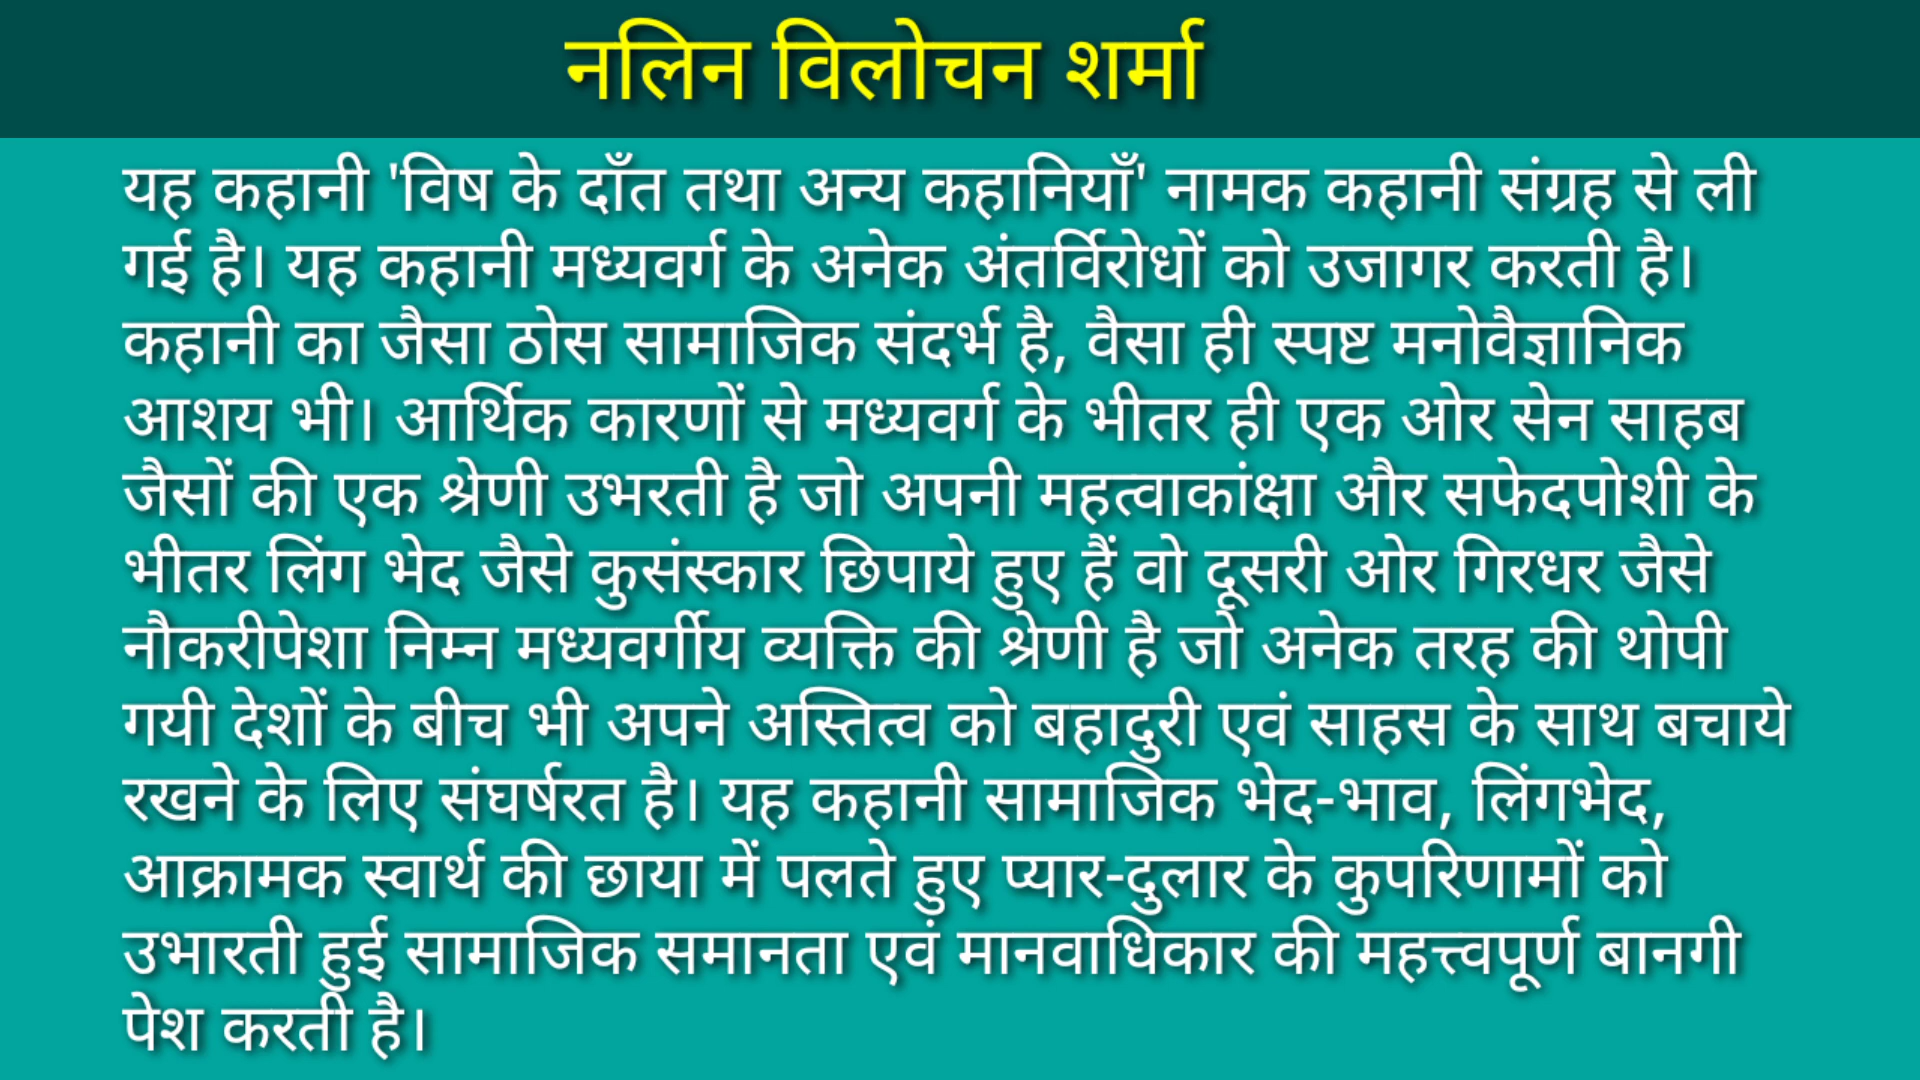 नलिन विलोचन शर्मा
यह कहानी 'विष के दाँत तथा अन्य कहानियाँ' नामक कहानी संग्रह से ली
गई है। यह कहानी मध्यवर्ग के अनेक अंतर्विरोधों को उजागर करती है।
कहानी का जैसा ठोस सामाजिक संदर्भ है, वैसा ही स्पष्ट मनोवैज्ञानिक
आशय भी। आर्थिक कारणों से मध्यवर्ग के भीतर ही एक ओर सेन साहब
जैसों की एक श्रेणी उभरती है जो अपनी महत्वाकांक्षा और सफेदपोशी के
भीतर लिंग भेद जैसे कुसंस्कार छिपाये हुए हैं वो दूसरी ओर गिरधर जैसे
नौकरीपेशा निम्न मध्यवर्गीय व्यक्ति की श्रेणी है जो अनेक तरह की थोपी
गयी देशों के बीच भी अपने अस्तित्व को बहादुरी एवं साहस के साथ बचाये
रखने के लिए संघर्षरत है। यह कहानी सामाजिक भेद-भाव, लिंगभेद,
आक्रामक स्वार्थ की छाया में पलते हुए प्यार-दुलार के कुपरिणामों को
उभारती हुई सामाजिक समानता एवं मानवाधिकार की महत्त्वपूर्ण बानगी
पेश करती है।